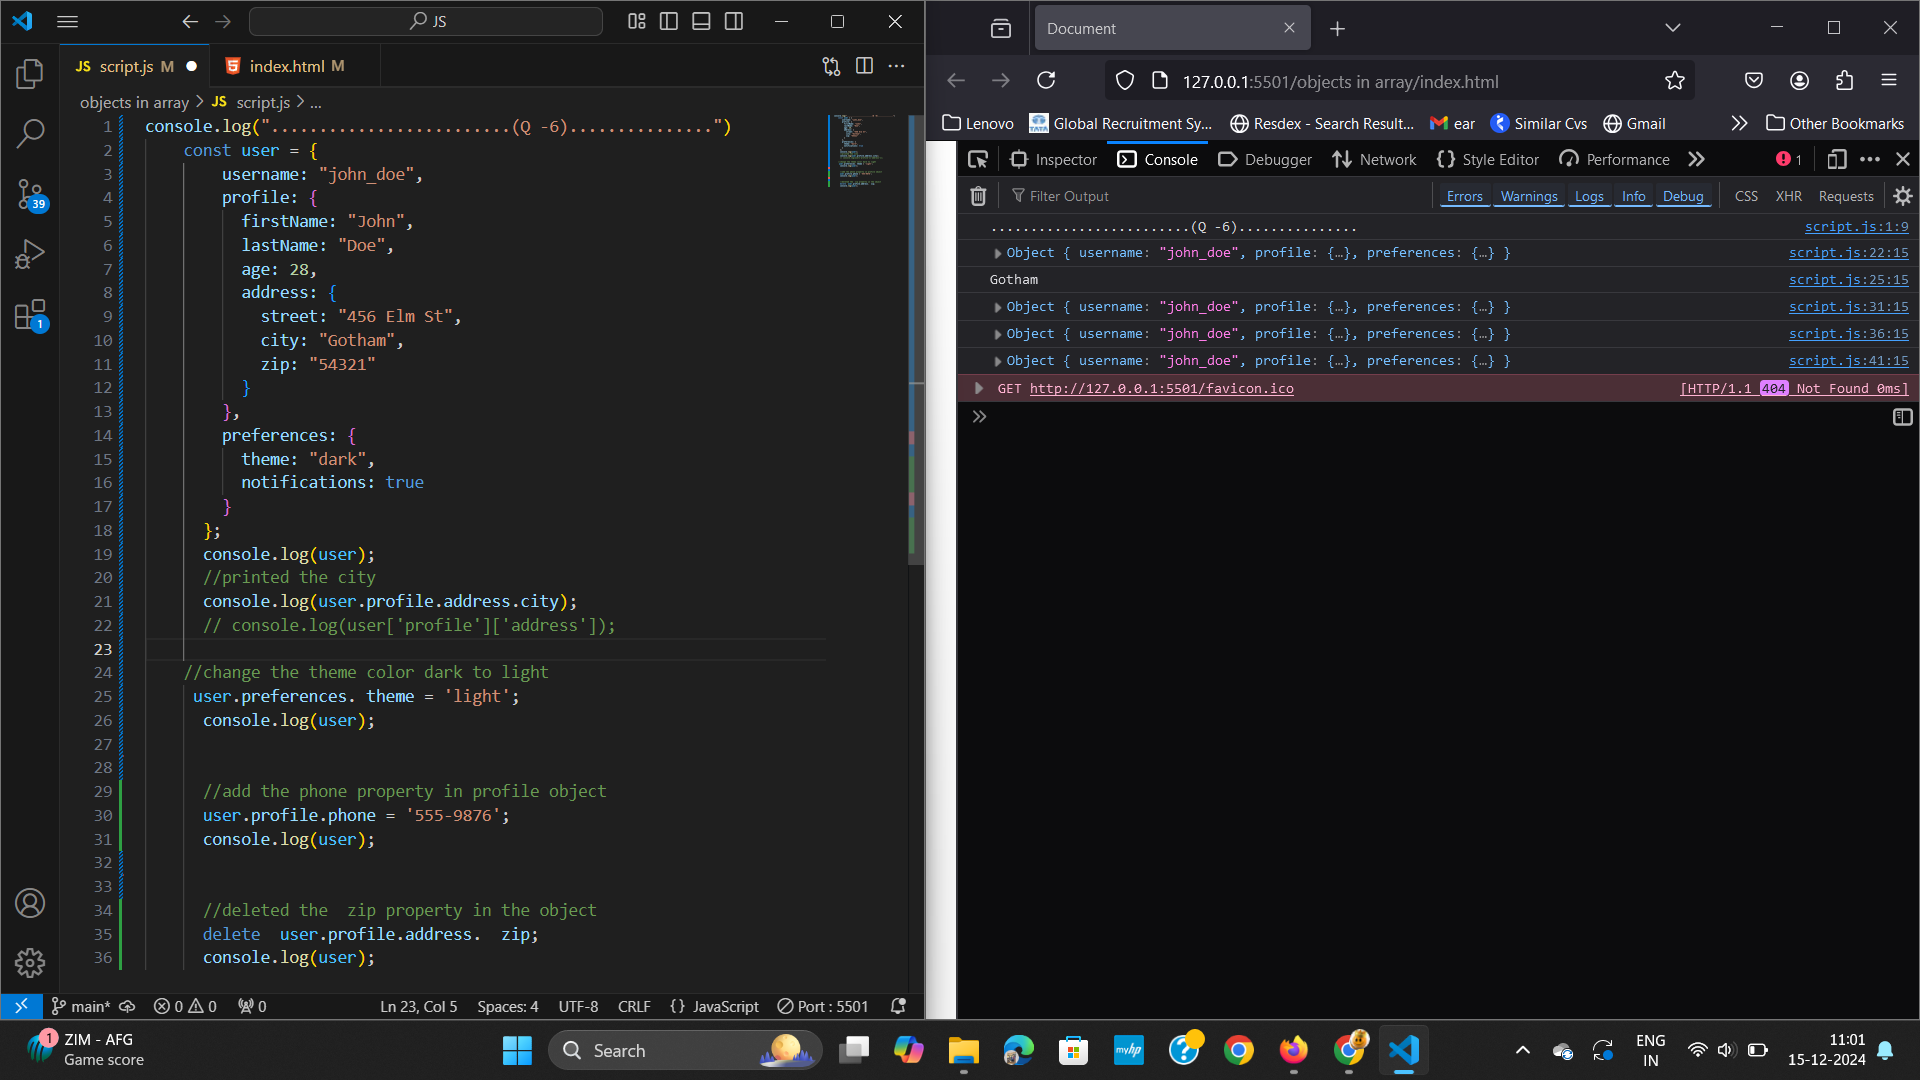 JS
JS script.js M
index.html M
objects in array > JS script.js > ...
1 console.log(".........................(Q -6)...............")
2 const user = {
3 username: "john_doe",
4 profile: {
5 firstName: "John",
6 lastName: "Doe",
7 age: 28,
8 address: {
9 street: "456 Elm St",
10 city: "Gotham",
11 zip: "54321"
12 }
13 },
14 preferences: {
15 theme: "dark",
16 notifications: true
17 }
18 };
19 console.log(user);
20 //printed the city
21 console.log(user.profile.address.city);
22 // console.log(user['profile']['address']);
23
24 //change the theme color dark to light
25 user.preferences. theme = 'light';
26 console.log(user);
27
28
29 //add the phone property in profile object
30 user.profile.phone = '555-9876';
31 console.log(user);
32
33
34 //deleted the  zip property in the object
35 delete  user.profile.address.  zip;
36 console.log(user);
39
1
main* 0 0 0 Ln 23, Col 5 Spaces: 4 UTF-8 CRLF {} JavaScript Port : 5501
Document
127.0.0.1:5501/objects in array/index.html
Lenovo TATA Global Recruitment Sy... Resdex - Search Result... ear Similar Cvs Gmail Other Bookmarks
Inspector Console Debugger Network Style Editor Performance 1
Filter Output Errors Warnings Logs Info Debug CSS XHR Requests
.........................(Q -6)............... script.js:1:9
Object { username: "john_doe", profile: {…}, preferences: {…} } script.js:22:15
Gotham script.js:25:15
Object { username: "john_doe", profile: {…}, preferences: {…} } script.js:31:15
Object { username: "john_doe", profile: {…}, preferences: {…} } script.js:36:15
Object { username: "john_doe", profile: {…}, preferences: {…} } script.js:41:15
GET http://127.0.0.1:5501/favicon.ico [HTTP/1.1 404 Not Found 0ms]
1
ZIM - AFG
Game score
Search
myhp
ENG
IN
11:01
15-12-2024